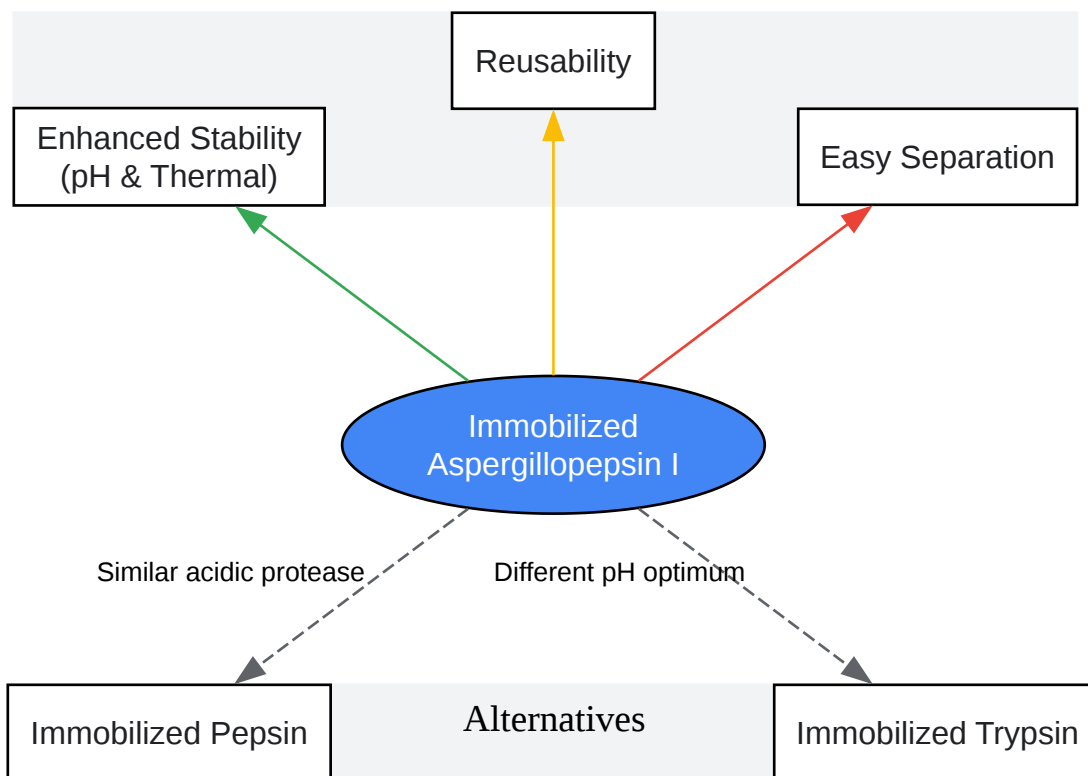 Reusability
Enhanced Stability
(pH & Thermal)
Easy Separation
Immobilized
Aspergillopepsin I
Similar acidic protease
Different pH optimum
Immobilized Pepsin
Alternatives
Immobilized Trypsin